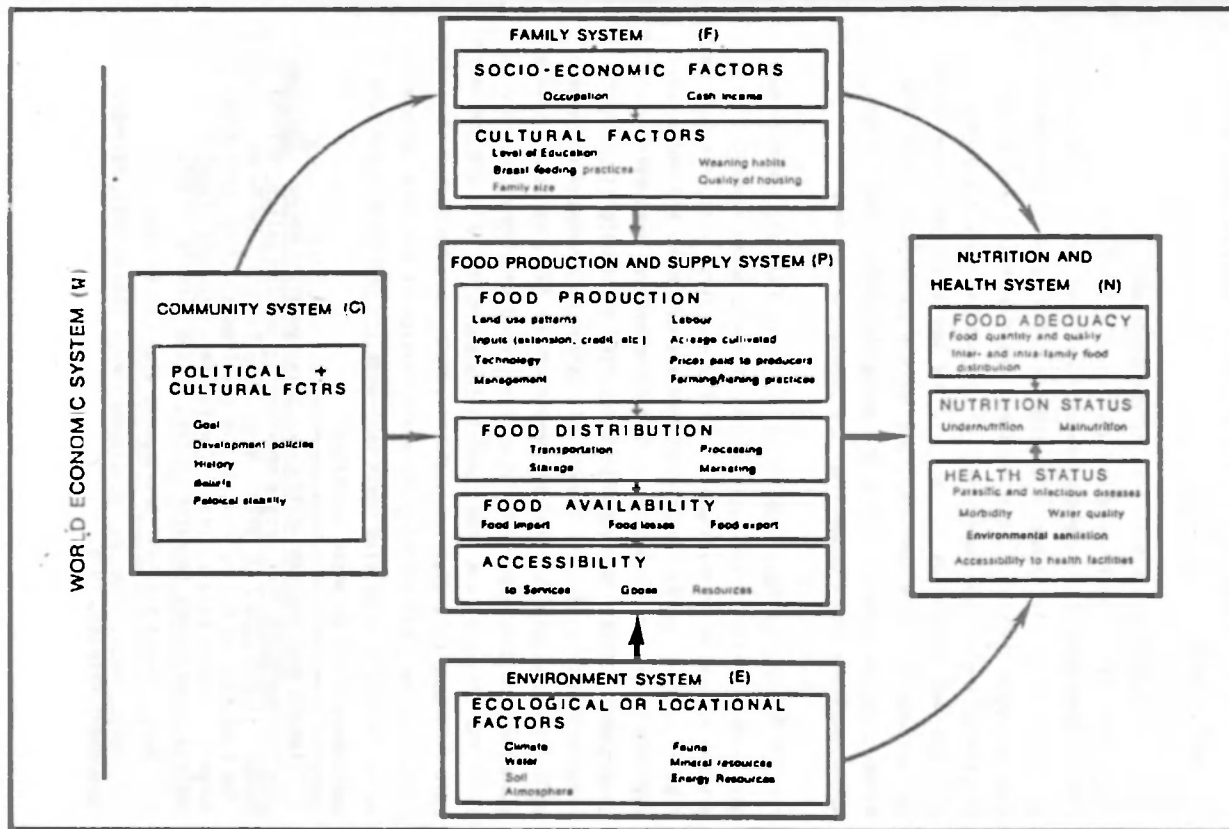 WORLD ECONOMIC SYSTEM (W)
FAMILY SYSTEM (F)
SOCIO-ECONOMIC FACTORS
Occupation Cash income
CULTURAL FACTORS
Level of Education
Breast feeding practices
Family size
Weaning habits
Quality of housing
COMMUNITY SYSTEM (C)
POLITICAL +
CULTURAL FCTRS
Goal
Development policies
History
Beliefs
Political stability
FOOD PRODUCTION AND SUPPLY SYSTEM (P)
FOOD PRODUCTION
Land use patterns Labour
Inputs (extension, credit, etc) Acreage cultivated
Technology Prices paid to producers
Management Farming/fishing practices
FOOD DISTRIBUTION
Transportation Processing
Storage Marketing
FOOD AVAILABILITY
Food import Food losses Food export
ACCESSIBILITY
to Services Goods Resources
ENVIRONMENT SYSTEM (E)
ECOLOGICAL OR LOCATIONAL
FACTORS
Climate Fauna
Water Mineral resources
Soil Energy Resources
Atmosphere
NUTRITION AND
HEALTH SYSTEM (N)
FOOD ADEQUACY
Food quantity and quality
Inter- and intra-family food
distribution
NUTRITION STATUS
Undernutrition Malnutrition
HEALTH STATUS
Parasitic and infectious diseases
Morbidity Water quality
Environmental sanitation
Accessibility to health facilities